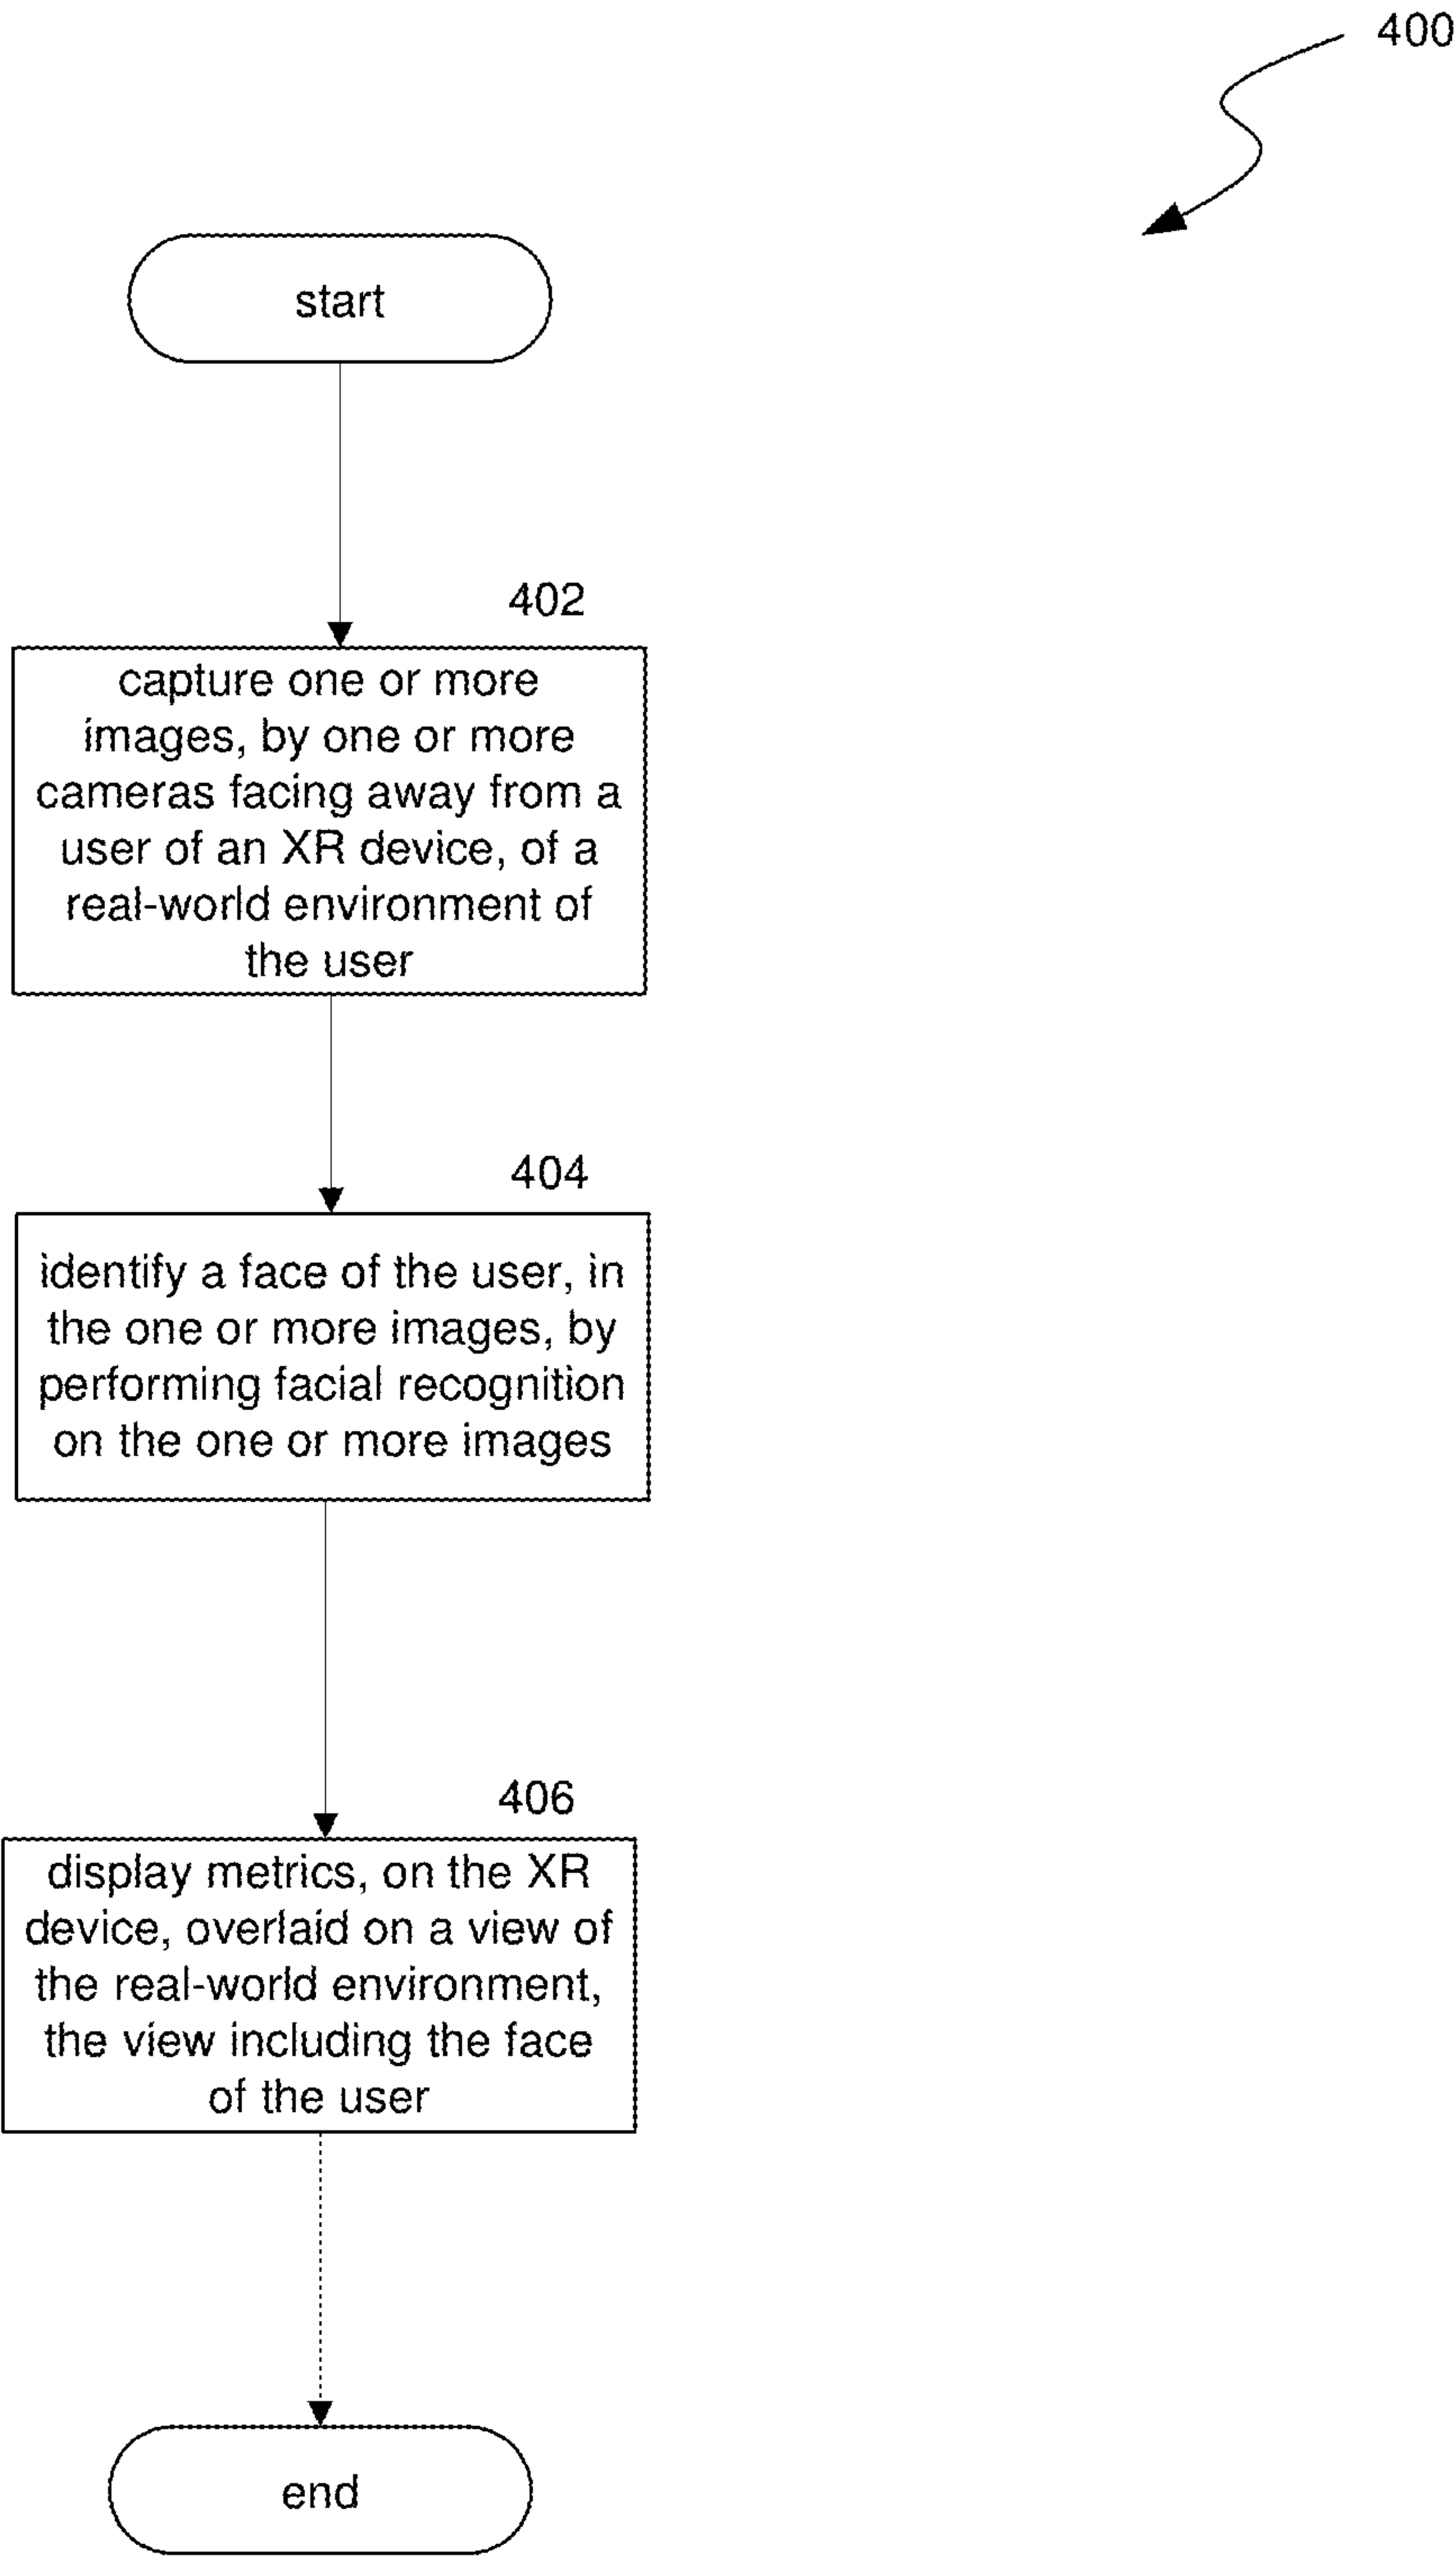 400
start
402
capture one or more
images, by one or more
cameras facing away from a
user of an XR device, of a
real-world environment of
the user
404
identify a face of the user, in
the one or more images, by
performing facial recognition
on the one or more images
406
display metrics, on the XR
device, overlaid on a view of
the real-world environment,
the view including the face
of the user
end